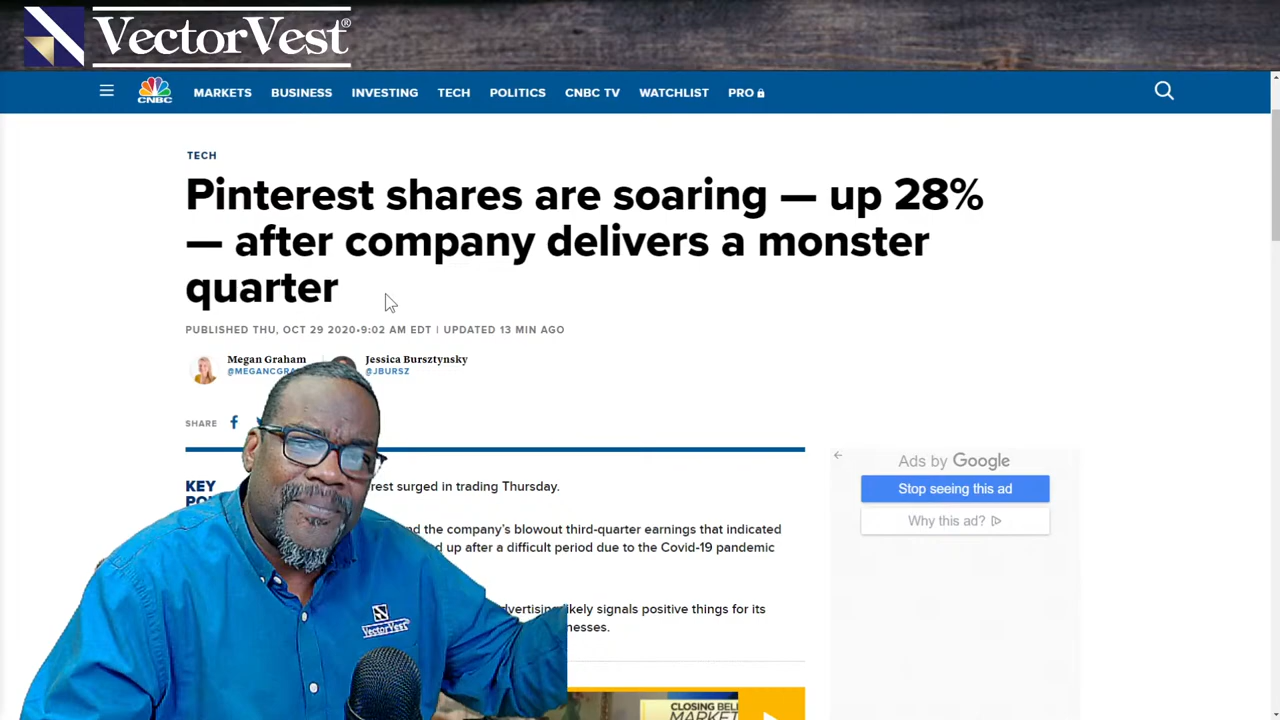 VectorVest®
CNBC
MARKETS BUSINESS INVESTING TECH POLITICS CNBC TV WATCHLIST PRO
TECH
Pinterest shares are soaring — up 28%
— after company delivers a monster
quarter
PUBLISHED THU, OCT 29 2020•9:02 AM EDT | UPDATED 13 MIN AGO
Megan Graham
Jessica Bursztynsky
@JBURSZ
SHARE
KEY
surged in trading Thursday.
the company’s blowout third-quarter earnings that indicated
up after a difficult period due to the Covid-19 pandemic
likely signals positive things for its
Ads by Google
Stop seeing this ad
Why this ad?
VectorVest
CLOSING BELL